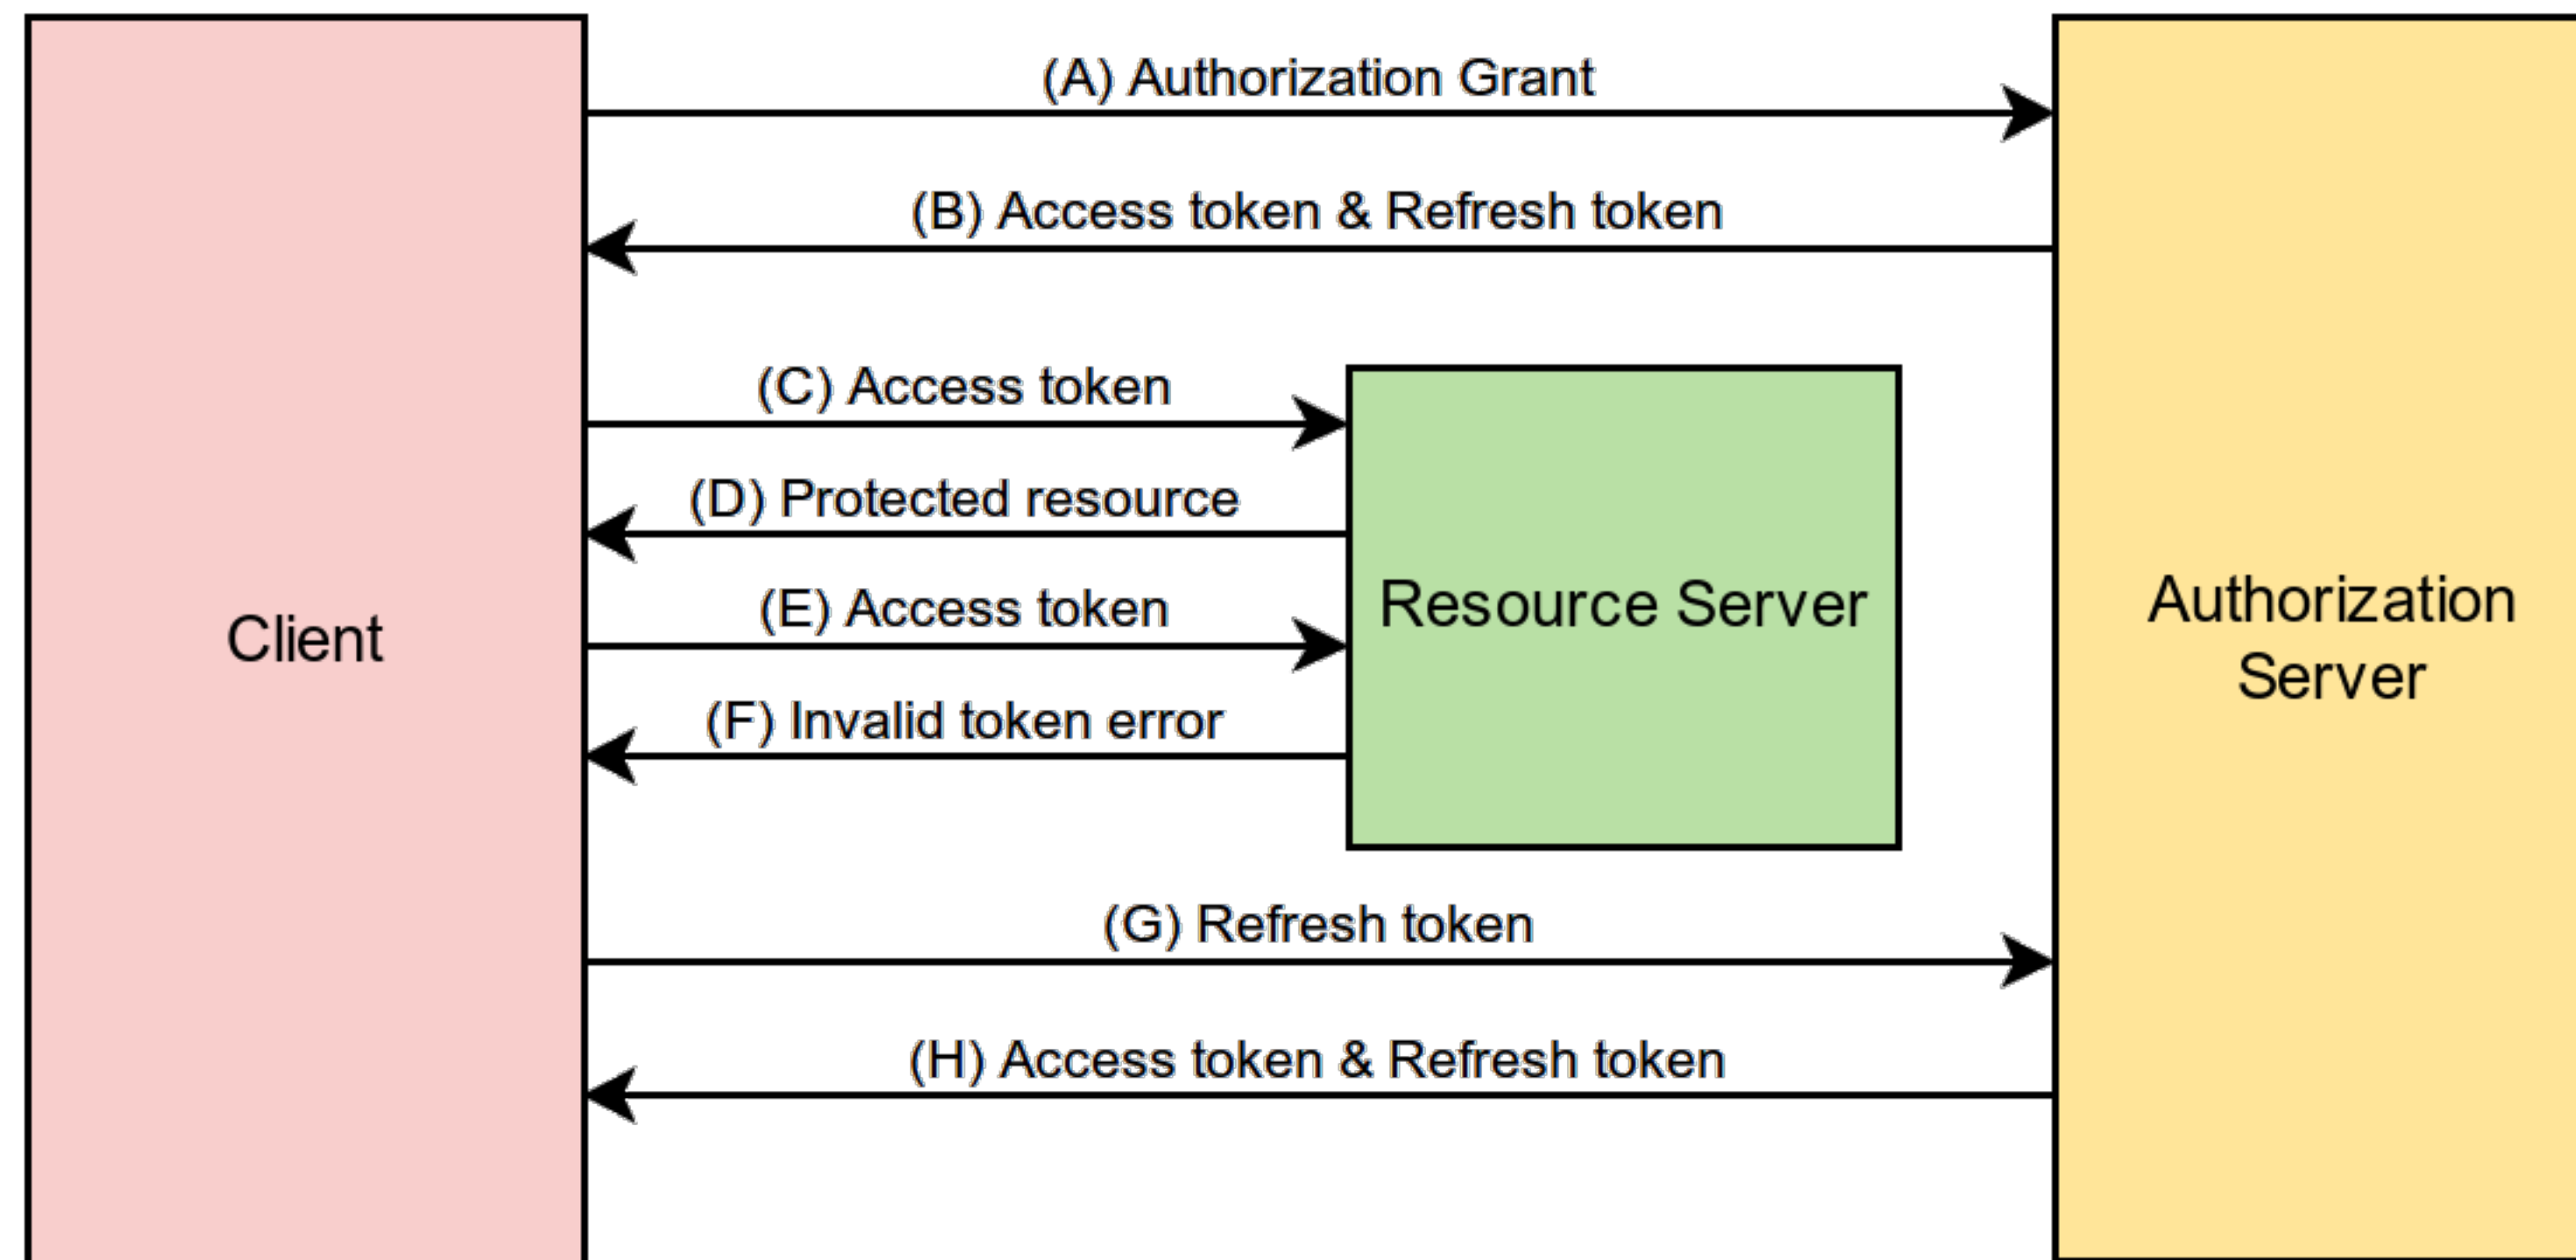 (A) Authorization Grant
(B) Access token & Refresh token
(C) Access token
(D) Protected resource
(E) Access token
(F) Invalid token error
Client
Resource Server
Authorization
Server
(G) Refresh token
(H) Access token & Refresh token